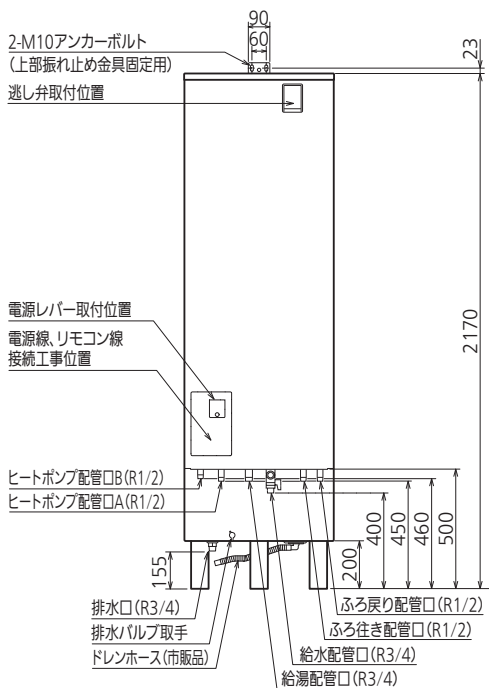 90
60
23
2-M10アンカーボルト
(上部振れ止め金具固定用)
逃し弁取付位置
2170
電源レバー取付位置
電源線、リモコン線
接続工事位置
ヒートポンプ配管口B(R1/2)
ヒートポンプ配管口A(R1/2)
155
200
400
450
460
500
排水口(R3/4)
排水バルブ取手
ドレンホース(市販品)
ふろ戻り配管口(R1/2)
ふろ往き配管口(R1/2)
給水配管口(R3/4)
給湯配管口(R3/4)